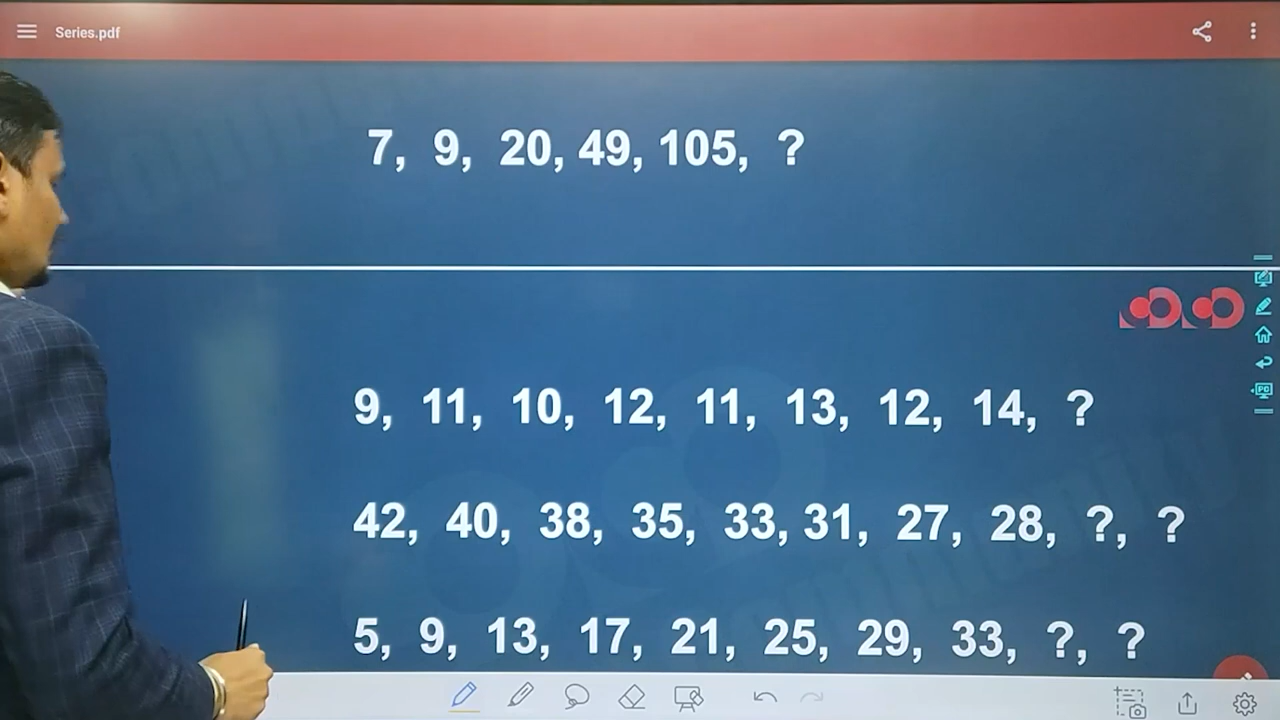 Series.pdf
7, 9, 20, 49, 105, ?
9, 11, 10, 12, 11, 13, 12, 14, ?
42, 40, 38, 35, 33, 31, 27, 28, ?, ?
5, 9, 13, 17, 21, 25, 29, 33, ?, ?
PC